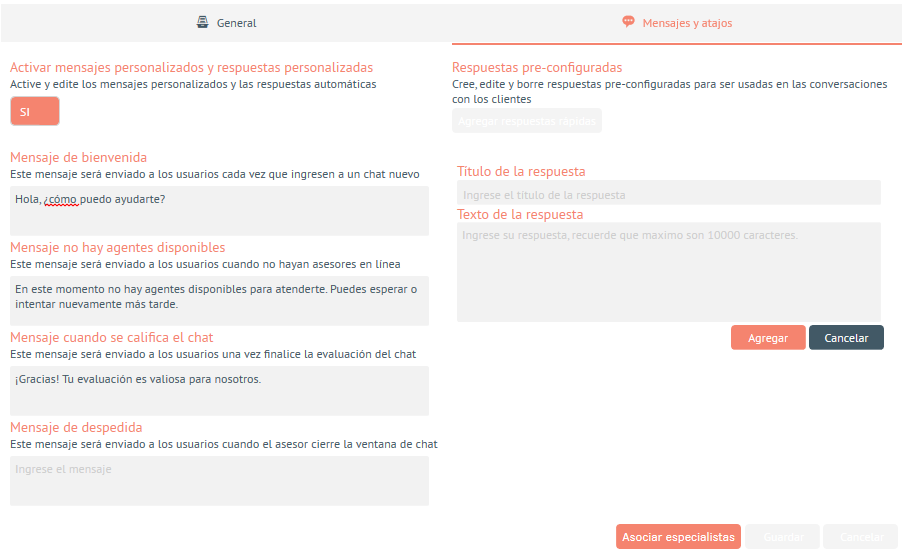 General
Mensajes y atajos
Activar mensajes personalizados y respuestas personalizadas
Active y edite los mensajes personalizados y las respuestas automáticas
SI
Mensaje de bienvenida
Este mensaje será enviado a los usuarios cada vez que ingresen a un chat nuevo
Hola, ¿cómo puedo ayudarte?
Mensaje no hay agentes disponibles
Este mensaje será enviado a los usuarios cuando no hayan asesores en línea
En este momento no hay agentes disponibles para atenderte. Puedes esperar o
intentar nuevamente más tarde.
Mensaje cuando se califica el chat
Este mensaje será enviado a los usuarios una vez finalice la evaluación del chat
¡Gracias! Tu evaluación es valiosa para nosotros.
Mensaje de despedida
Este mensaje será enviado a los usuarios cuando el asesor cierre la ventana de chat
Ingrese el mensaje
Respuestas pre-configuradas
Cree, edite y borre respuestas pre-configuradas para ser usadas en las conversaciones
con los clientes
Agregar respuestas rapidas
Titulo de la respuesta
Ingrese el título de la respuesta
Texto de la respuesta
Ingrese su respuesta, recuerde que maximo son 10000 caracteres.
Agregar
Cancelar
Asociar especialistas
Guardar
Cancelar